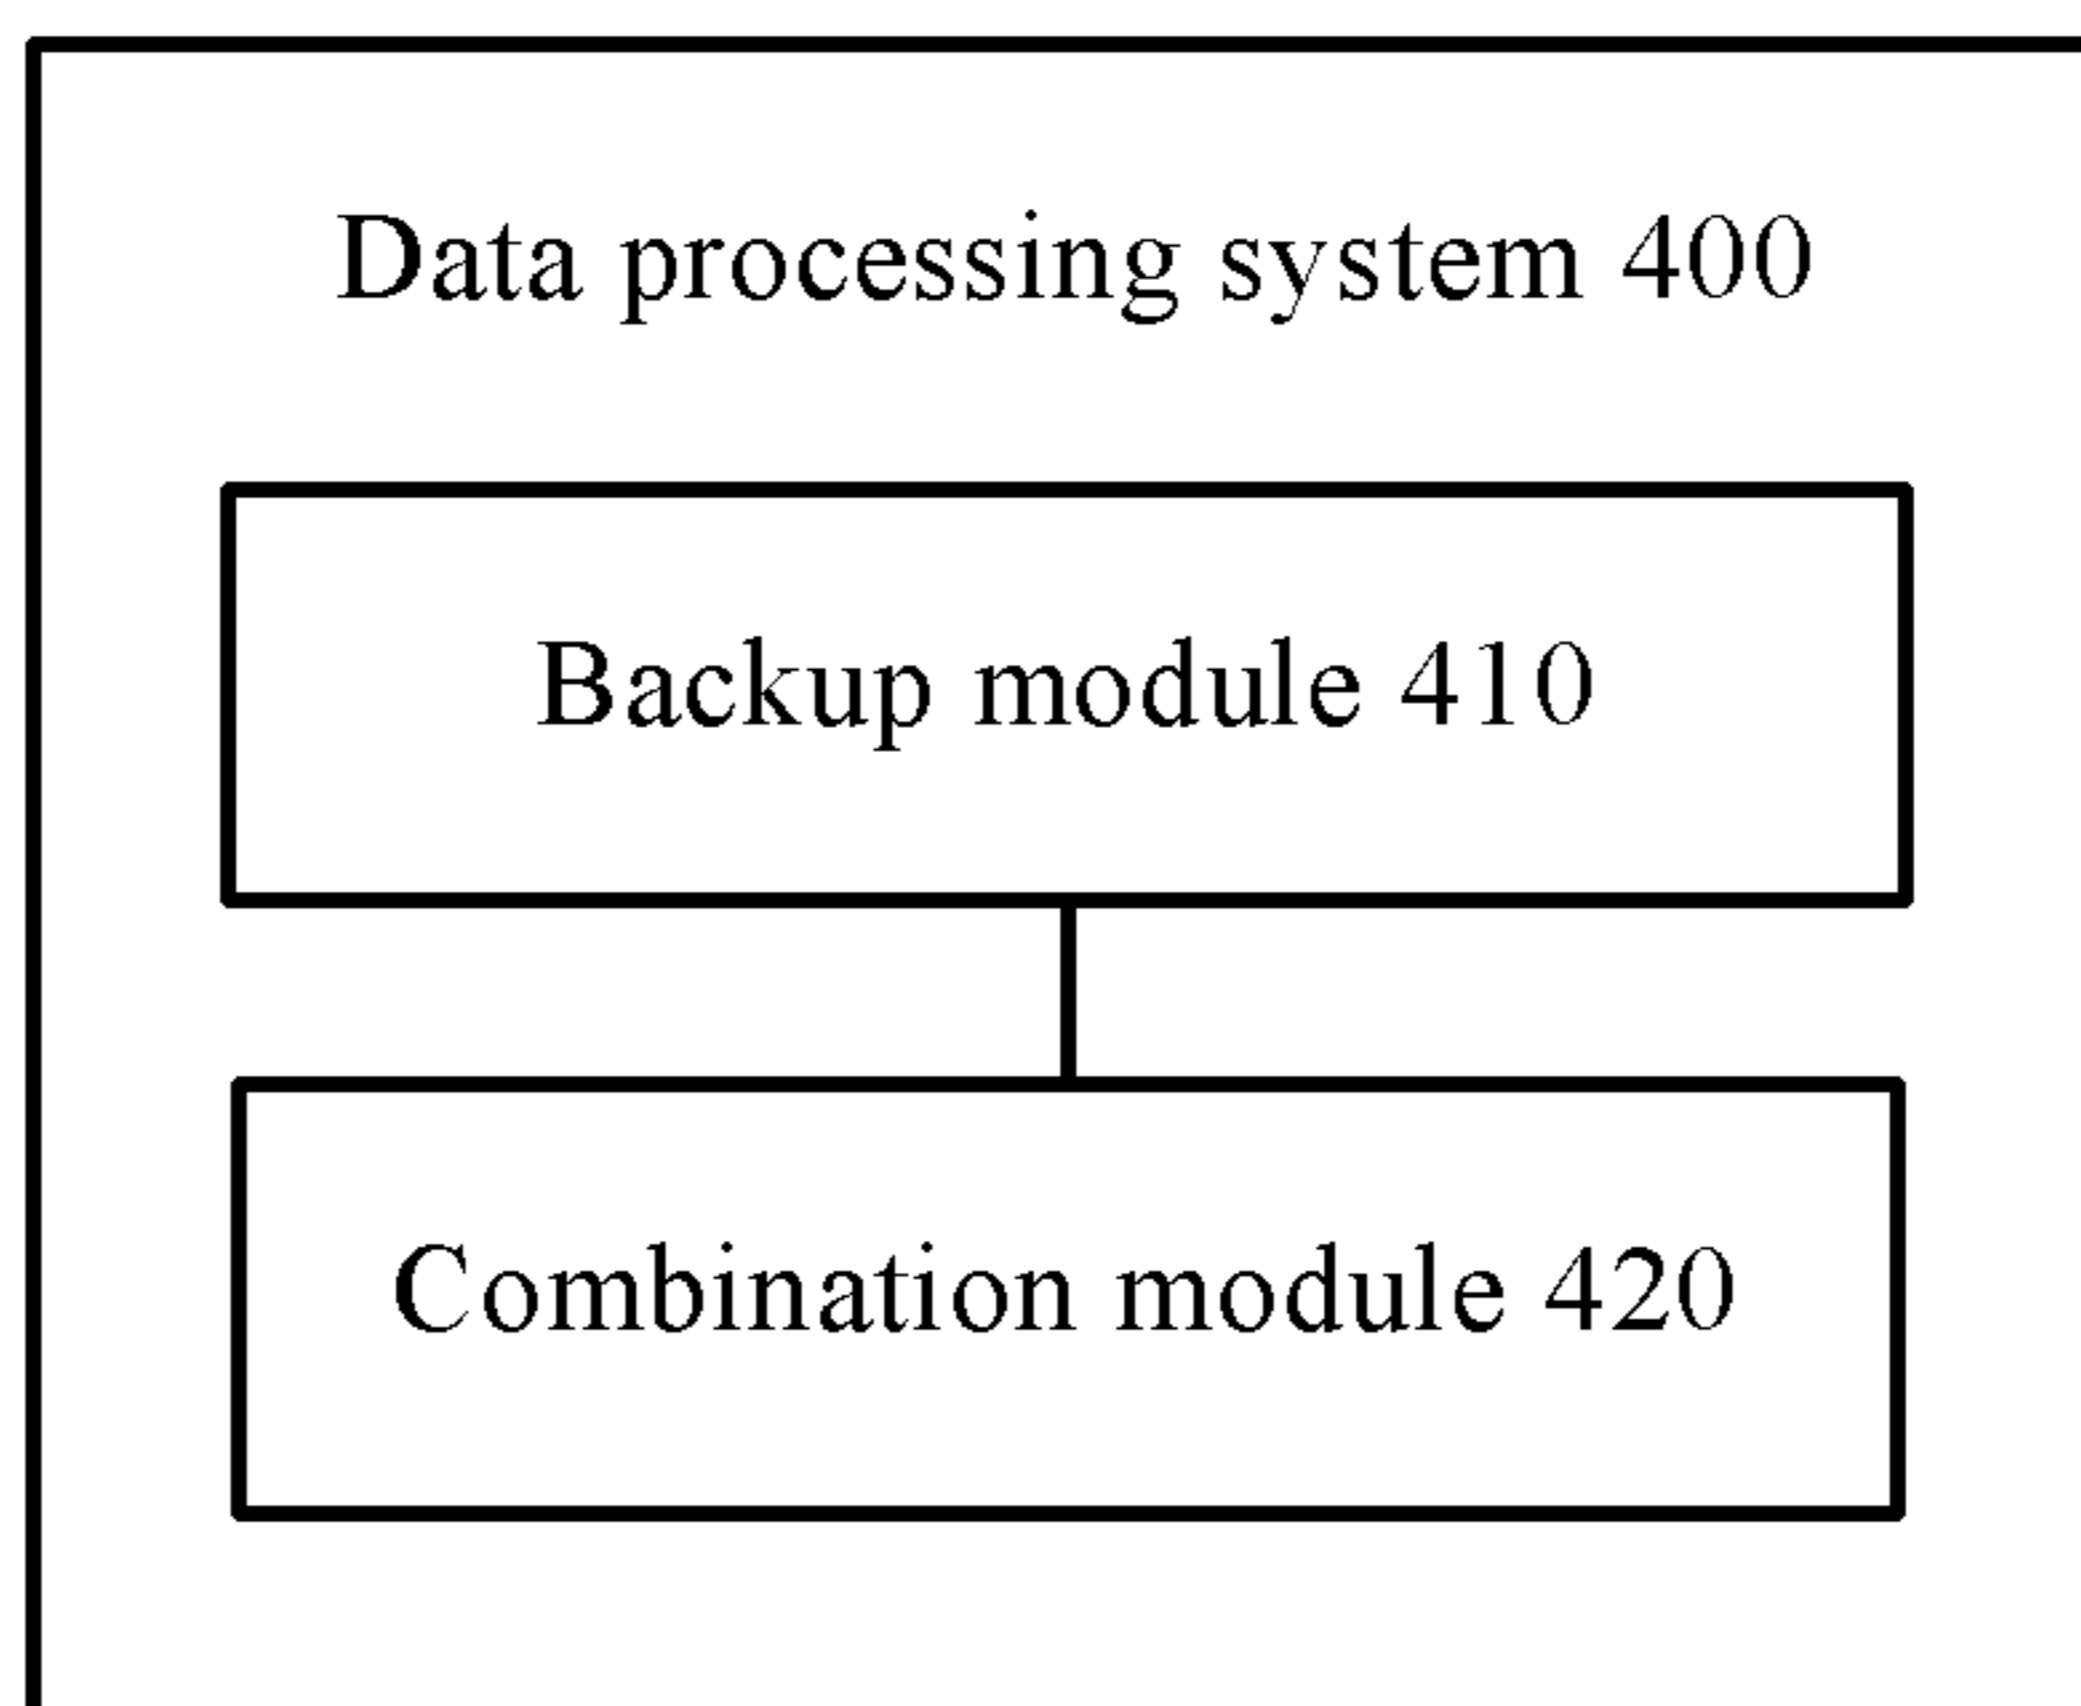 Data processing system 400
Backup module 410
Combination module 420